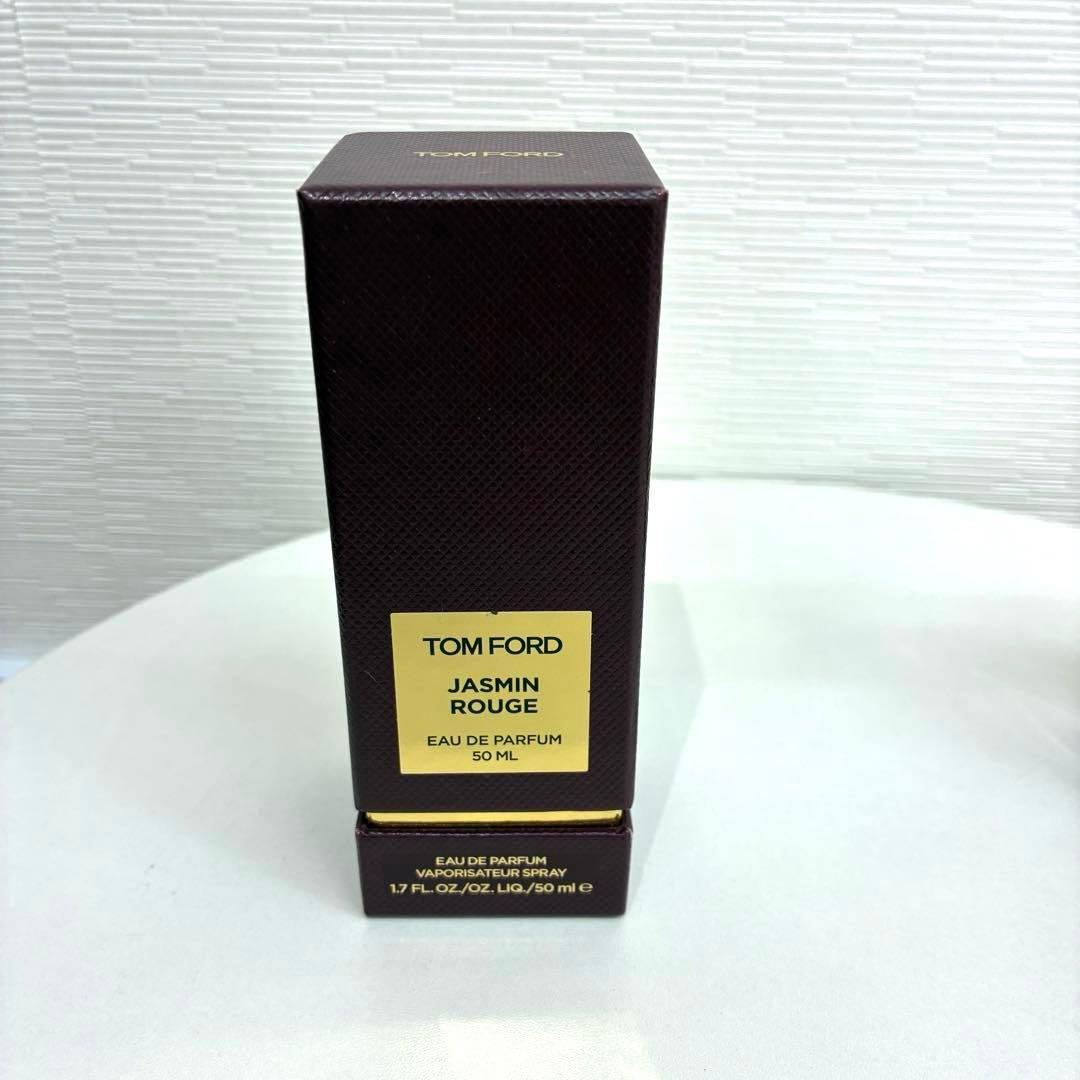 TOM FORD
TOM FORD
JASMIN
ROUGE
EAU DE PARFUM
50 ML
EAU DE PARFUM
VAPORISATEUR SPRAY
1.7 FL. OZ./OZ. LIQ./50 ml ℮